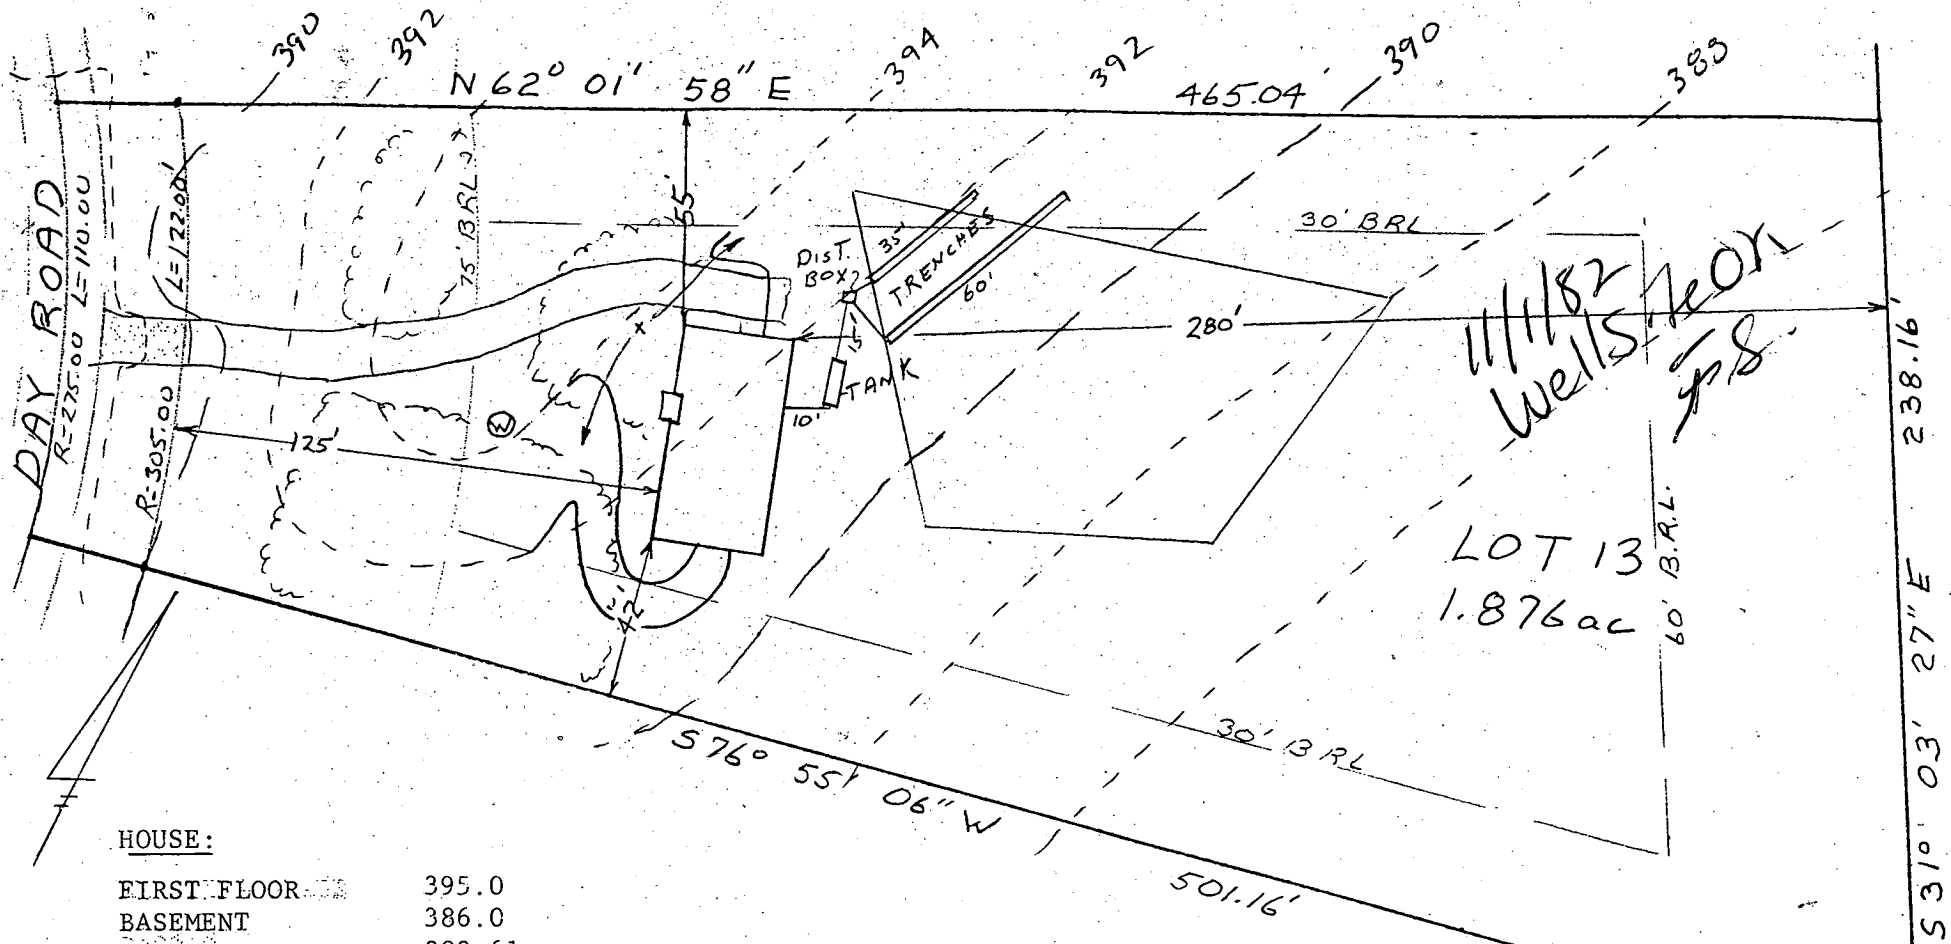 390
392
394
392
390
388
N 62° 01' 58" E
465.04'
DAY ROAD
R=275.00 L=110.00
L=122.00'
R=305.00
75' BRL
55'
DIST. BOX
35'
TRENCHES
60'
30' BRL
280'
15'
TANK
10'
W
125'
42'
11/1/82
Wells
LOT 13
1.876 ac
60' B.R.L.
238.16'
S 31° 03' 27" E
30' BRL
S 76° 55' 06" W
501.16'
HOUSE:
FIRST FLOOR 395.0
BASEMENT 386.0